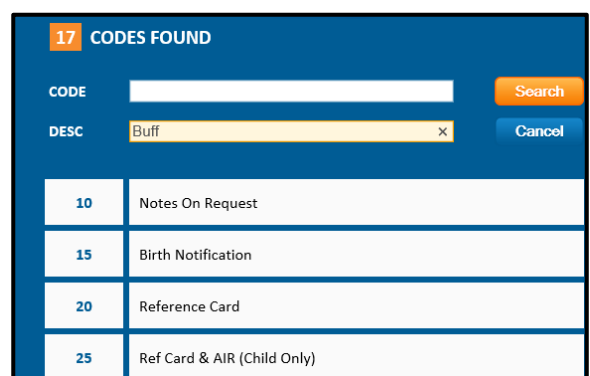 17 CODES FOUND
CODE Search
DESC Buff × Cancel
10 Notes On Request
15 Birth Notification
20 Reference Card
25 Ref Card & AIR (Child Only)